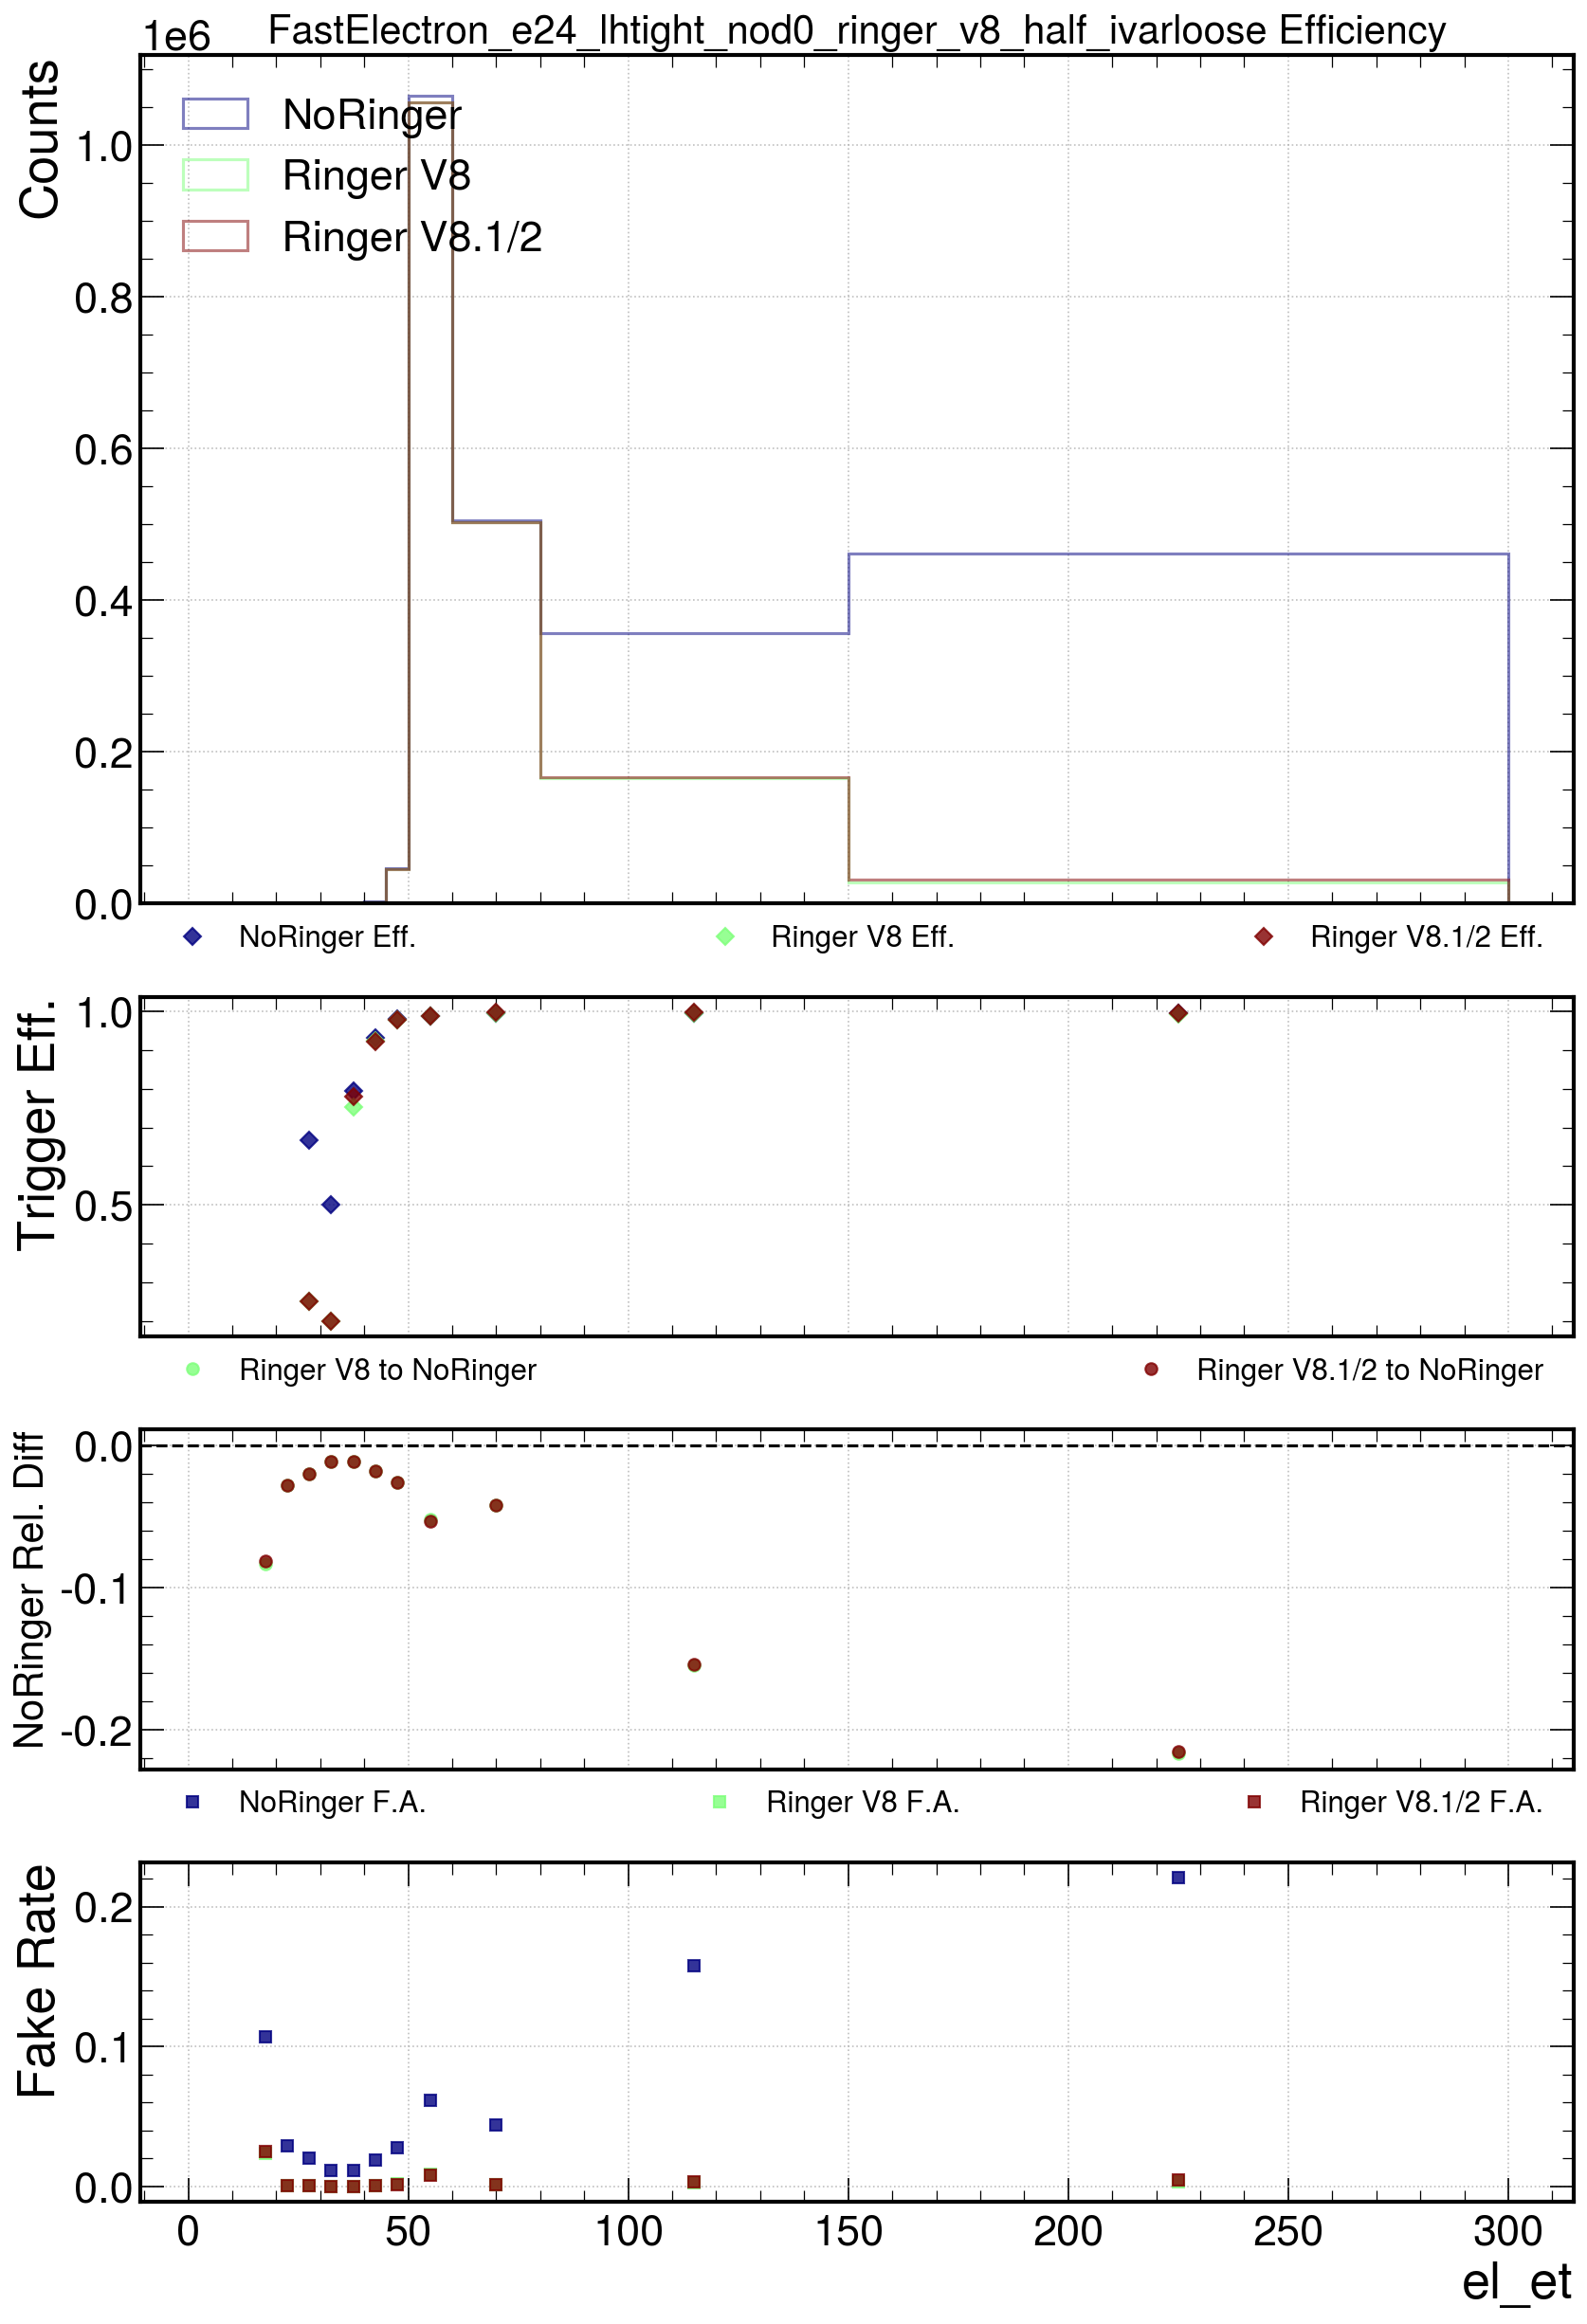 1e6 FastElectron_e24_lhtight_nod0_ringer_v8_half_ivarloose Efficiency
Counts
NoRinger
Ringer V8
Ringer V8.1/2
1.0
0.8
0.6
0.4
0.2
0.0
NoRinger Eff. Ringer V8 Eff. Ringer V8.1/2 Eff.
Trigger Eff.
1.0
0.5
Ringer V8 to NoRinger Ringer V8.1/2 to NoRinger
NoRinger Rel. Diff
0.0
-0.1
-0.2
NoRinger F.A. Ringer V8 F.A. Ringer V8.1/2 F.A.
Fake Rate
0.2
0.1
0.0
0 50 100 150 200 250 300
el_et